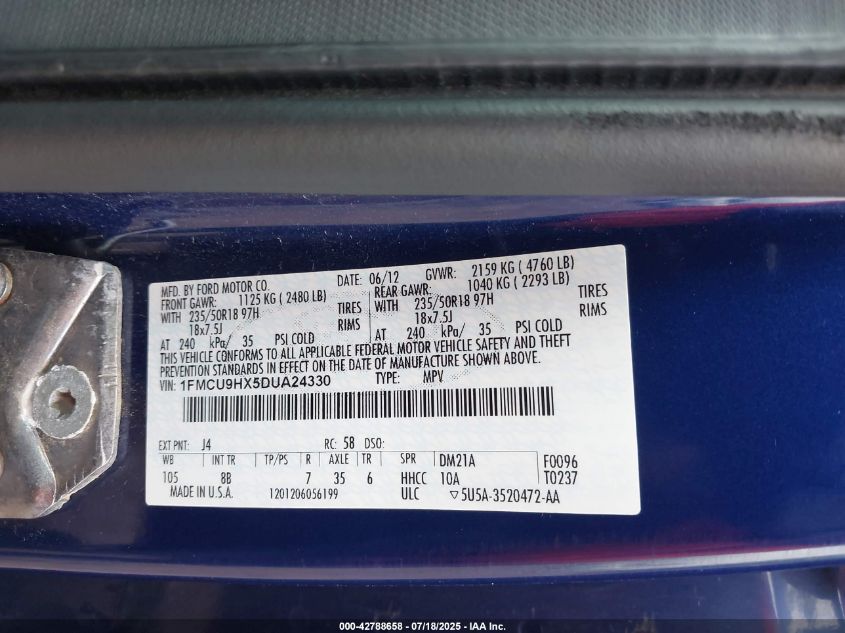 MFD. BY FORD MOTOR CO. DATE: 06/12 GVWR: 2159 KG ( 4760 LB)
FRONT GAWR: 1125 KG ( 2480 LB) REAR GAWR: 1040 KG ( 2293 LB)
WITH 235/50R18 97H TIRES WITH 235/50R18 97H TIRES
18x7.5J RIMS 18x7.5J RIMS
AT 240 kPa/ 35 PSI COLD AT 240 kPa/ 35 PSI COLD
THIS VEHICLE CONFORMS TO ALL APPLICABLE FEDERAL MOTOR VEHICLE SAFETY AND THEFT
PREVENTION STANDARDS IN EFFECT ON THE DATE OF MANUFACTURE SHOWN ABOVE.
VIN: 1FMCU9HX5DUA24330 TYPE: MPV
EXT PNT: J4 RC: 58 DSO:
WB INT TR TP/PS R AXLE TR SPR DM21A F0096
105 8B 7 35 6 HHCC 10A T0237
MADE IN U.S.A. 1201206056199 ULC ▽5U5A-3520472-AA
000-42788658 - 07/18/2025 - IAA Inc.